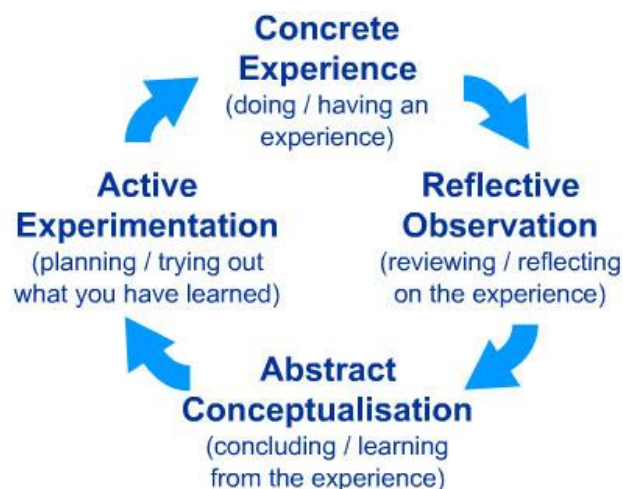 Concrete
Experience
(doing / having an
experience)
Reflective
Observation
(reviewing / reflecting
on the experience)
Abstract
Conceptualisation
(concluding / learning
from the experience)
Active
Experimentation
(planning / trying out
what you have learned)